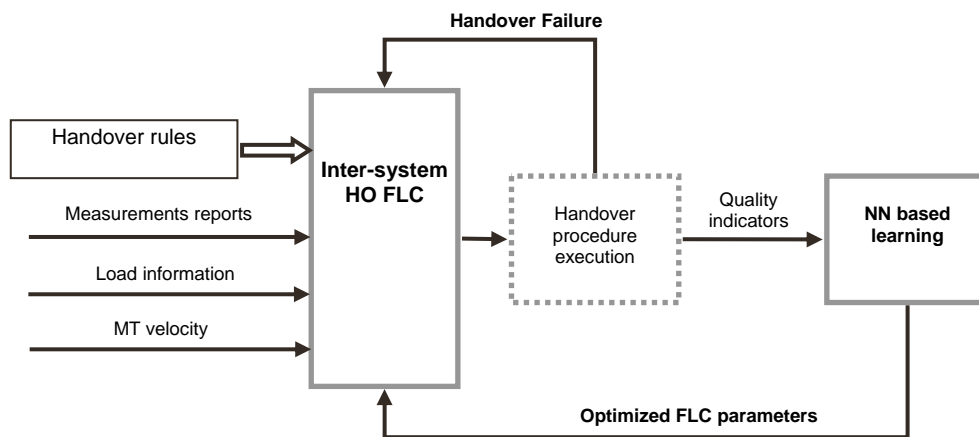 Handover Failure
Handover rules
Inter-system
HO FLC
Measurements reports
Load information
MT velocity
Handover
procedure
execution
Quality
indicators
NN based
learning
Optimized FLC parameters